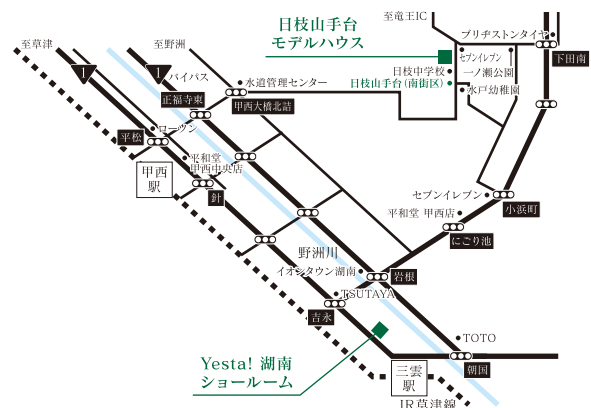 至竜王IC
日枝山手台
モデルハウス
ブリヂストンタイヤ
至草津
至野洲
セブンイレブン
下田南
1
1
バイパス
日枝中学校
一ノ瀬公園
水道管理センター
日枝山手台(南街区)
水戸幼稚園
正福寺東
甲西大橋北詰
ローソン
平松
平和堂
甲西中央店
甲西
駅
針
セブンイレブン
小浜町
平和堂 甲西店
にごり池
野洲川
イオンタウン湖南
岩根
TSUTAYA
吉永
TOTO
Yesta! 湖南
ショールーム
三雲
駅
朝国
JR草津線